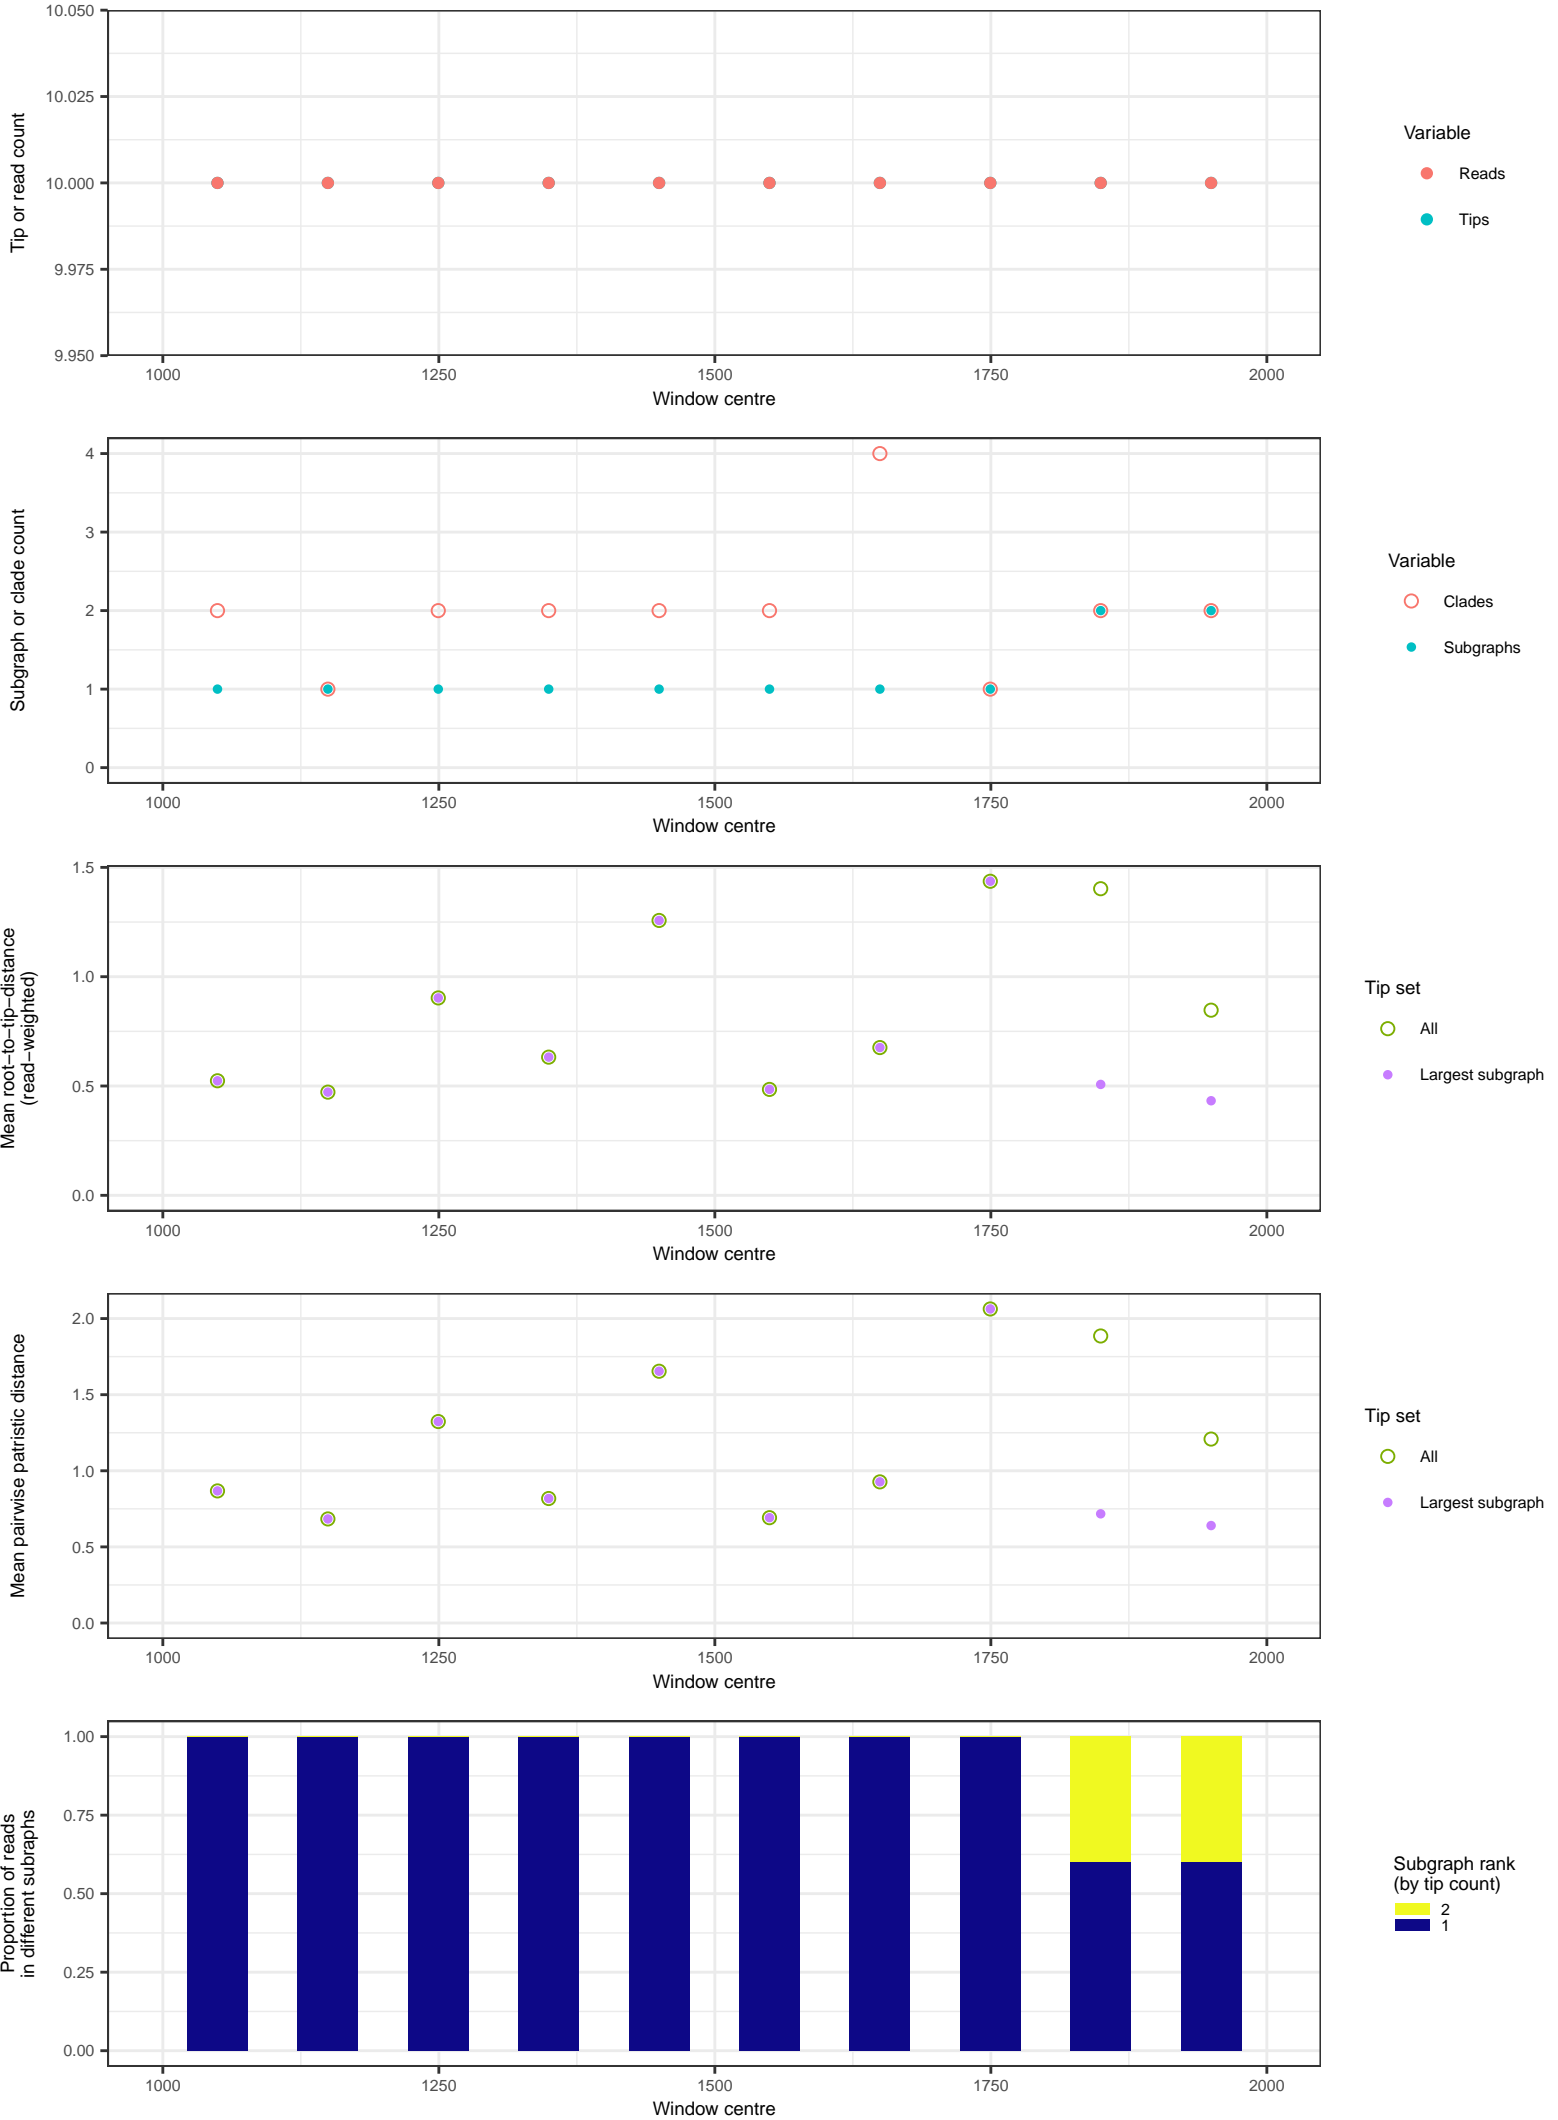 10.050
10.025
10.000
9.975
9.950
Tip or read count
1000 1250 1500 1750 2000
Window centre
Variable
Reads
Tips
4
3
2
1
0
Subgraph or clade count
1000 1250 1500 1750 2000
Window centre
Variable
Clades
Subgraphs
1.5
1.0
0.5
0.0
Mean root−to−tip−distance
(read−weighted)
1000 1250 1500 1750 2000
Window centre
Tip set
All
Largest subgraph
2.0
1.5
1.0
0.5
0.0
Mean pairwise patristic distance
1000 1250 1500 1750 2000
Window centre
Tip set
All
Largest subgraph
1.00
0.75
0.50
0.25
0.00
Proportion of reads
in different subraphs
1000 1250 1500 1750 2000
Window centre
Subgraph rank
(by tip count)
2
1